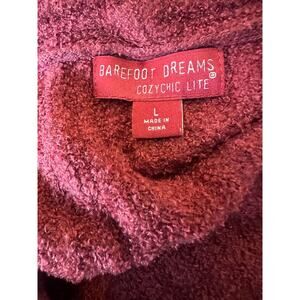 BAREFOOT DREAMS®
COZYCHIC LITE
L
MADE IN
CHINA